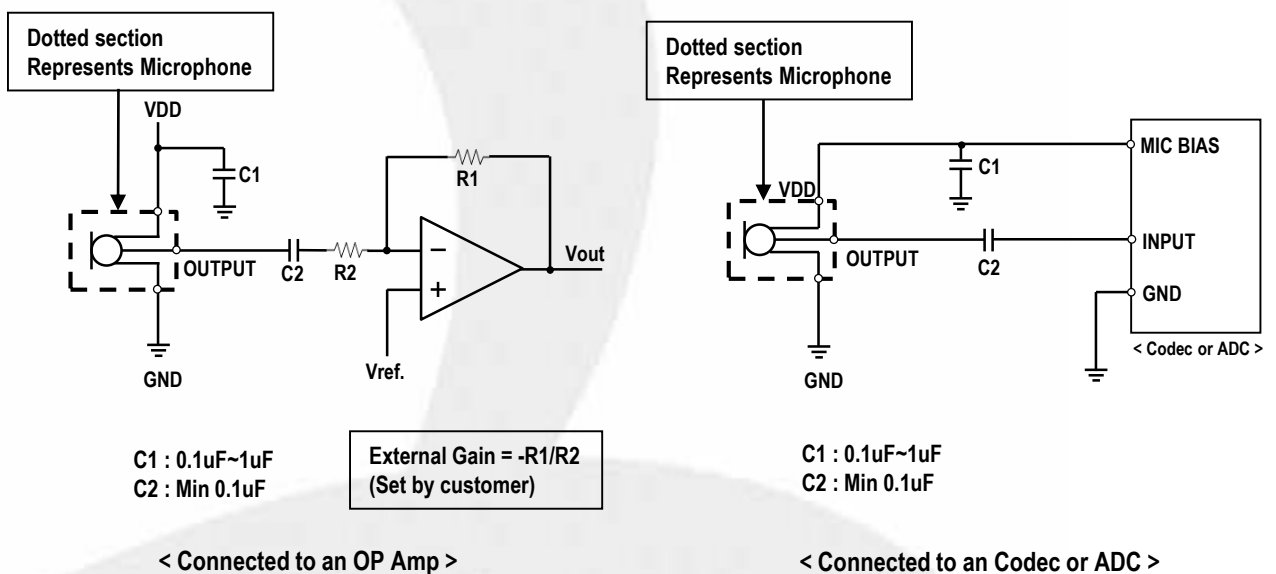 Dotted section
Represents Microphone
VDD
C1
R1
OUTPUT
C2
R2
−
+
Vout
Vref.
GND
C1 : 0.1uF~1uF
C2 : Min 0.1uF
External Gain = -R1/R2
(Set by customer)
< Connected to an OP Amp >
Dotted section
Represents Microphone
MIC BIAS
C1
VDD
INPUT
OUTPUT
C2
GND
< Codec or ADC >
GND
C1 : 0.1uF~1uF
C2 : Min 0.1uF
< Connected to an Codec or ADC >